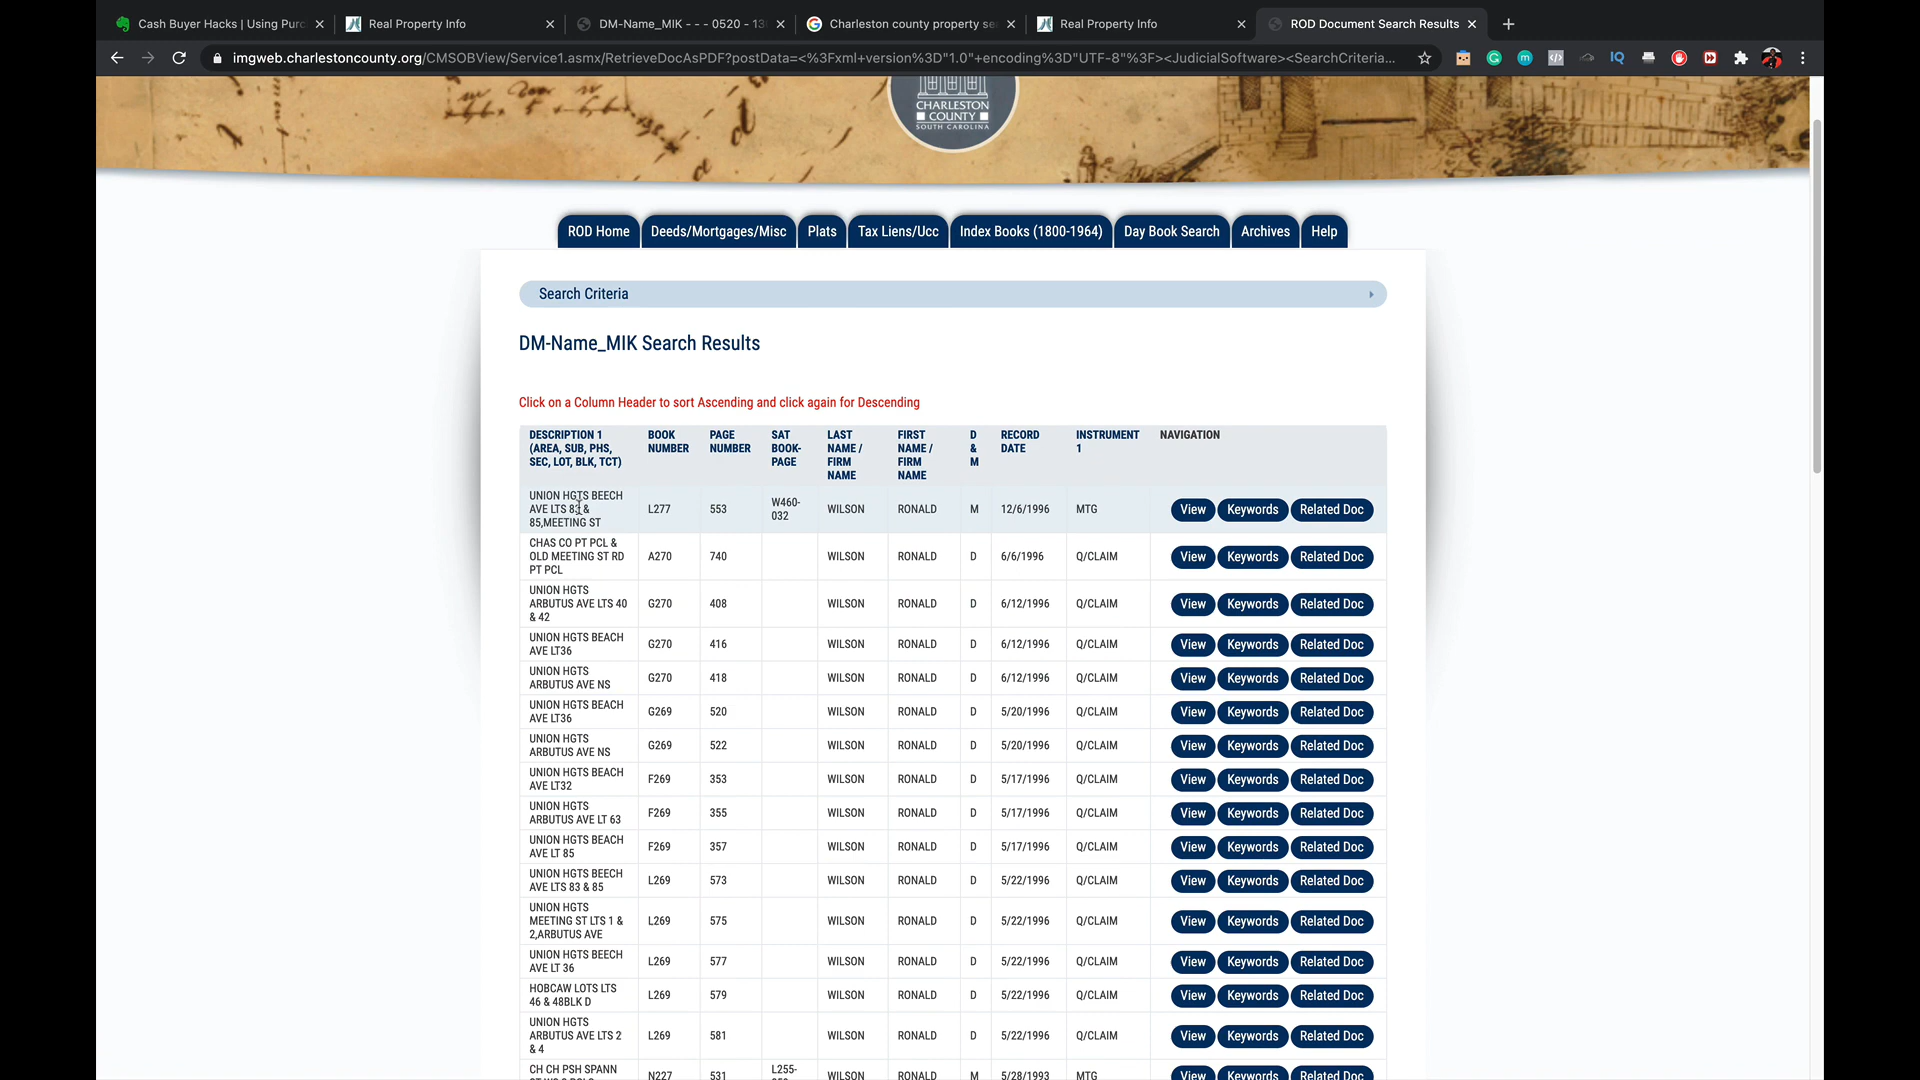 Cash Buyer Hacks | Using Purc
Real Property Info
DM-Name_MIK - - - 0520 - 13
Charleston county property se
Real Property Info
ROD Document Search Results
imgweb.charlestoncounty.org/CMSOBView/Service1.asmx/RetrieveDocAsPDF?postData=<%3Fxml+version%3D"1.0"+encoding%3D"UTF-8"%3F><JudicialSoftware><SearchCriteria...
IQ
CHARLESTON
COUNTY
SOUTH CAROLINA
ROD Home
Deeds/Mortgages/Misc
Plats
Tax Liens/Ucc
Index Books (1800-1964)
Day Book Search
Archives
Help
Search Criteria
DM-Name_MIK Search Results
Click on a Column Header to sort Ascending and click again for Descending
DESCRIPTION 1 (AREA, SUB, PHS, SEC, LOT, BLK, TCT) BOOK NUMBER PAGE NUMBER SAT BOOK-PAGE LAST NAME / FIRM NAME FIRST NAME / FIRM NAME D & M RECORD DATE INSTRUMENT 1 NAVIGATION
UNION HGTS BEECH AVE LTS 83 & 85,MEETING ST L277 553 W460-032 WILSON RONALD M 12/6/1996 MTG View Keywords Related Doc
CHAS CO PT PCL & OLD MEETING ST RD PT PCL A270 740 WILSON RONALD D 6/6/1996 Q/CLAIM View Keywords Related Doc
UNION HGTS ARBUTUS AVE LTS 40 & 42 G270 408 WILSON RONALD D 6/12/1996 Q/CLAIM View Keywords Related Doc
UNION HGTS BEACH AVE LT36 G270 416 WILSON RONALD D 6/12/1996 Q/CLAIM View Keywords Related Doc
UNION HGTS ARBUTUS AVE NS G270 418 WILSON RONALD D 6/12/1996 Q/CLAIM View Keywords Related Doc
UNION HGTS BEACH AVE LT36 G269 520 WILSON RONALD D 5/20/1996 Q/CLAIM View Keywords Related Doc
UNION HGTS ARBUTUS AVE NS G269 522 WILSON RONALD D 5/20/1996 Q/CLAIM View Keywords Related Doc
UNION HGTS BEACH AVE LT32 F269 353 WILSON RONALD D 5/17/1996 Q/CLAIM View Keywords Related Doc
UNION HGTS ARBUTUS AVE LT 63 F269 355 WILSON RONALD D 5/17/1996 Q/CLAIM View Keywords Related Doc
UNION HGTS BEACH AVE LT 85 F269 357 WILSON RONALD D 5/17/1996 Q/CLAIM View Keywords Related Doc
UNION HGTS BEECH AVE LTS 83 & 85 L269 573 WILSON RONALD D 5/22/1996 Q/CLAIM View Keywords Related Doc
UNION HGTS MEETING ST LTS 1 & 2,ARBUTUS AVE L269 575 WILSON RONALD D 5/22/1996 Q/CLAIM View Keywords Related Doc
UNION HGTS BEECH AVE LT 36 L269 577 WILSON RONALD D 5/22/1996 Q/CLAIM View Keywords Related Doc
HOBCAW LOTS LTS 46 & 48BLK D L269 579 WILSON RONALD D 5/22/1996 Q/CLAIM View Keywords Related Doc
UNION HGTS ARBUTUS AVE LTS 2 & 4 L269 581 WILSON RONALD D 5/22/1996 Q/CLAIM View Keywords Related Doc
CH CH PSH SPANN N227 531 L255- WILSON RONALD M 5/28/1993 MTG View Keywords Related Doc